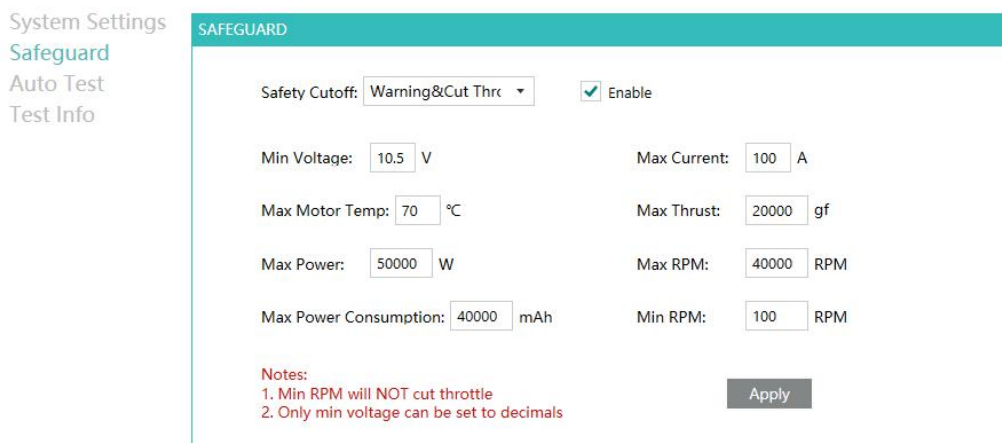 System Settings
Safeguard
Auto Test
Test Info
SAFEGUARD
Safety Cutoff: Warning&Cut Thr Enable
Min Voltage: 10.5 V Max Current: 100 A
Max Motor Temp: 70 ℃ Max Thrust: 20000 gf
Max Power: 50000 W Max RPM: 40000 RPM
Max Power Consumption: 40000 mAh Min RPM: 100 RPM
Notes:
1. Min RPM will NOT cut throttle
2. Only min voltage can be set to decimals
Apply